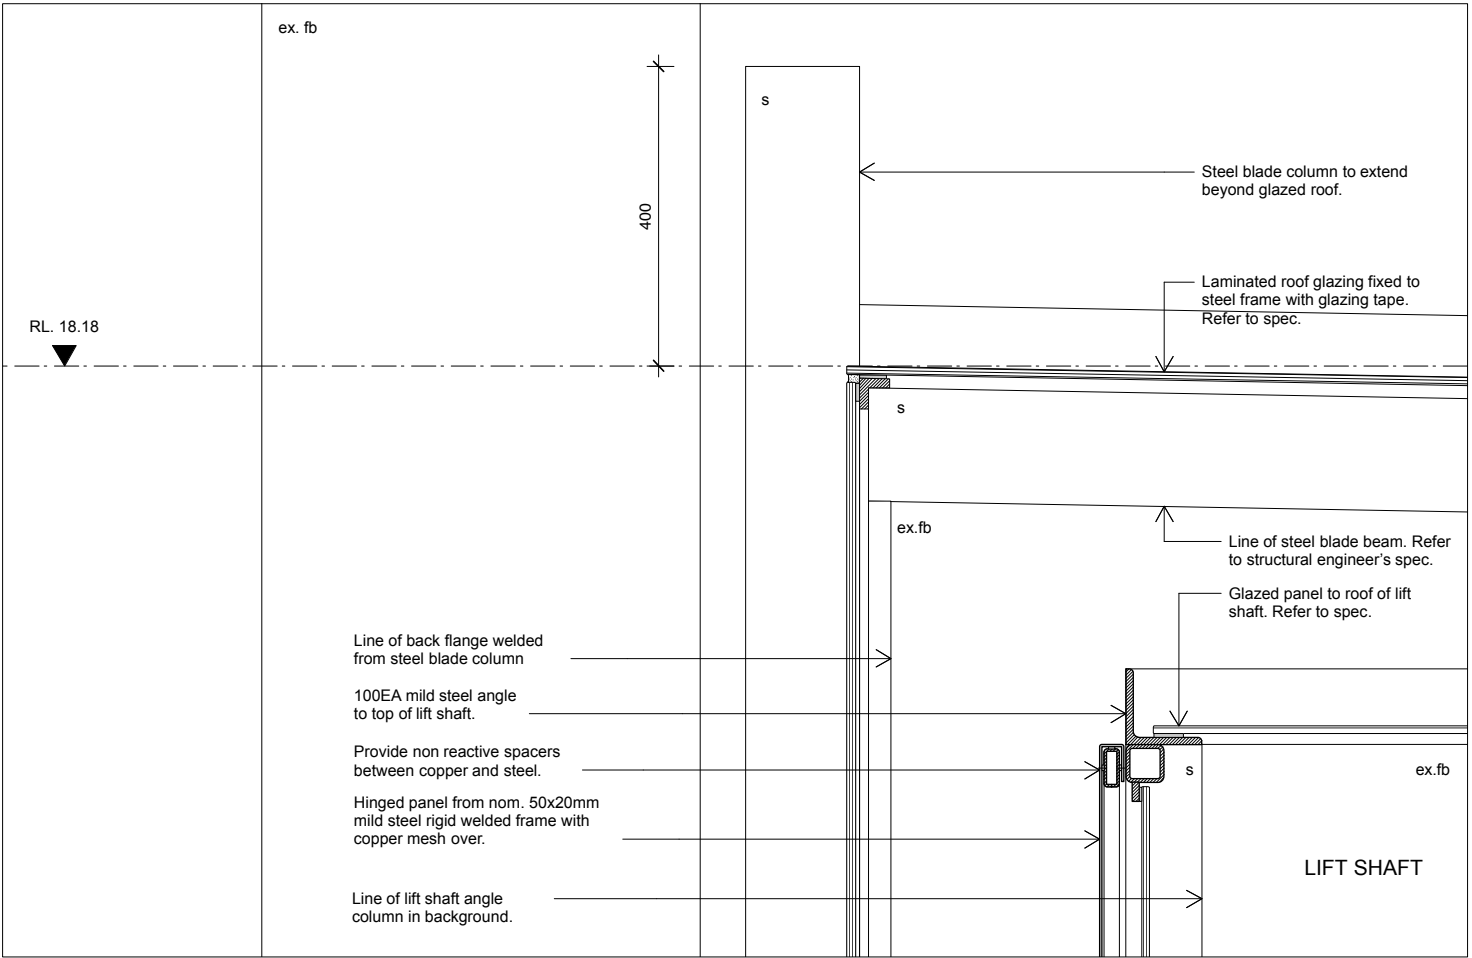 ex. fb
s
400
Steel blade column to extend
beyond glazed roof.
Laminated roof glazing fixed to
steel frame with glazing tape.
Refer to spec.
RL. 18.18
s
ex.fb
Line of steel blade beam. Refer
to structural engineer's spec.
Glazed panel to roof of lift
shaft. Refer to spec.
Line of back flange welded
from steel blade column
100EA mild steel angle
to top of lift shaft.
Provide non reactive spacers
between copper and steel.
Hinged panel from nom. 50x20mm
mild steel rigid welded frame with
copper mesh over.
Line of lift shaft angle
column in background.
s
ex.fb
LIFT SHAFT